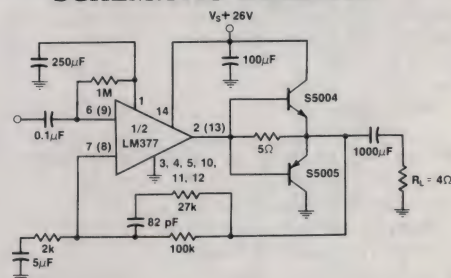 VS+ 26V
250µF
100µF
1M
1
14
S5004
0.1µF
6 (9)
1/2
LM377
2 (13)
5Ω
1000µF
7 (8)
S5005
3, 4, 5, 10,
11, 12
RL = 4Ω
27k
82 pF
2k
100k
5µF